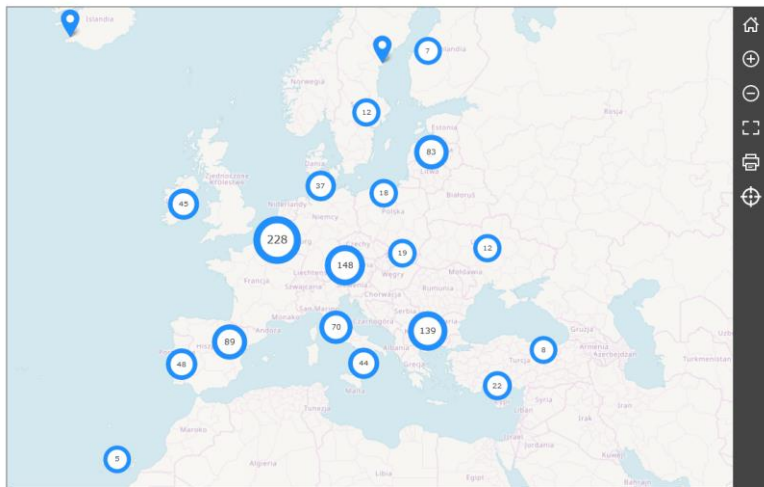 Islandia
7
Finlandia
Norwegia
12
Rosja
Estonia
83
Litwa
Dania
37
18
Białoruś
Polska
Zjednoczone
Królestwo
45
Niderlandy
Niemcy
228
Czechy
148
19
12
Francja
Liechtenstein
Szwajcaria
Węgry
Mołdawia
Rumunia
Chorwacja
San Marino
Serbia
Monako
70
Czarnogóra
139
Andora
89
Albania
Grecja
Gruzja
Armenia
Azerbejdżan
8
Turcja
Turkmenistan
48
44
22
Malta
Tunezja
Syria
Liban
Irak
Iran
Izrael
Jordania
Maroko
5
Algieria
Libia
Egipt
Kuwejt
Bahrajn